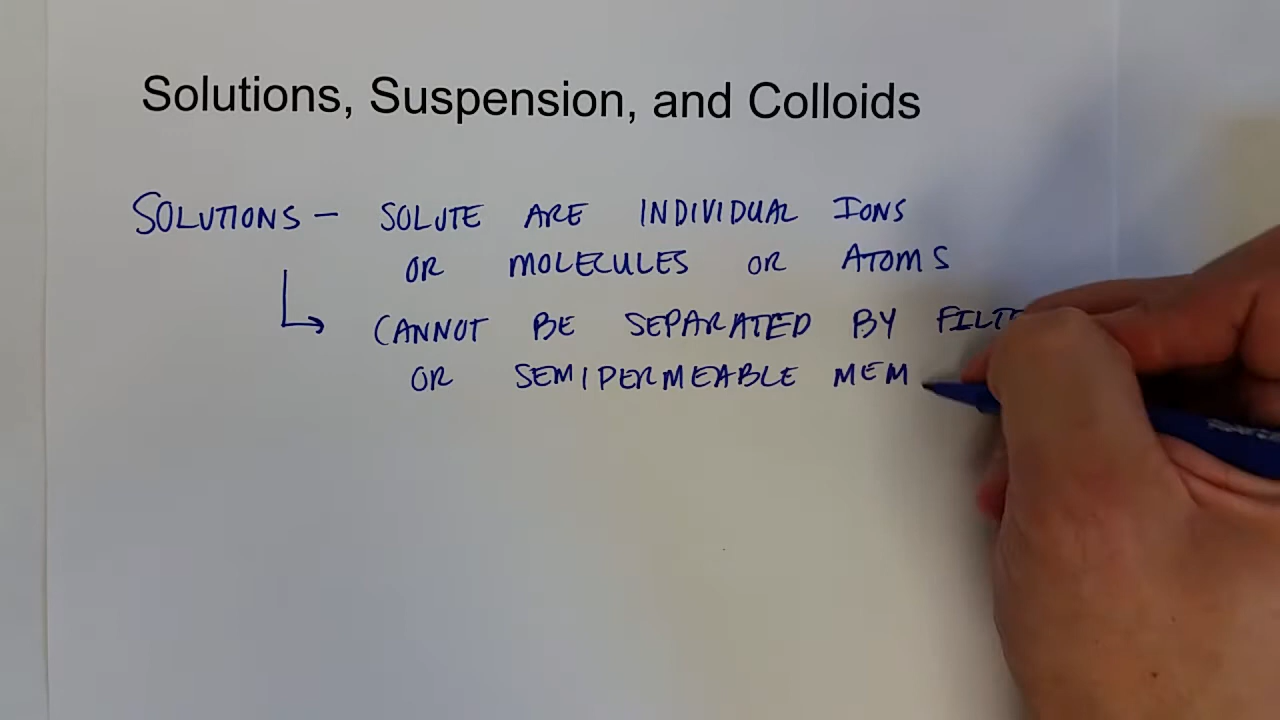 Solutions, Suspension, and Colloids
SOLUTIONS – SOLUTE ARE INDIVIDUAL IONS
OR MOLECULES OR ATOMS
CANNOT BE SEPARATED BY FILT
OR SEMIPERMEABLE MEM